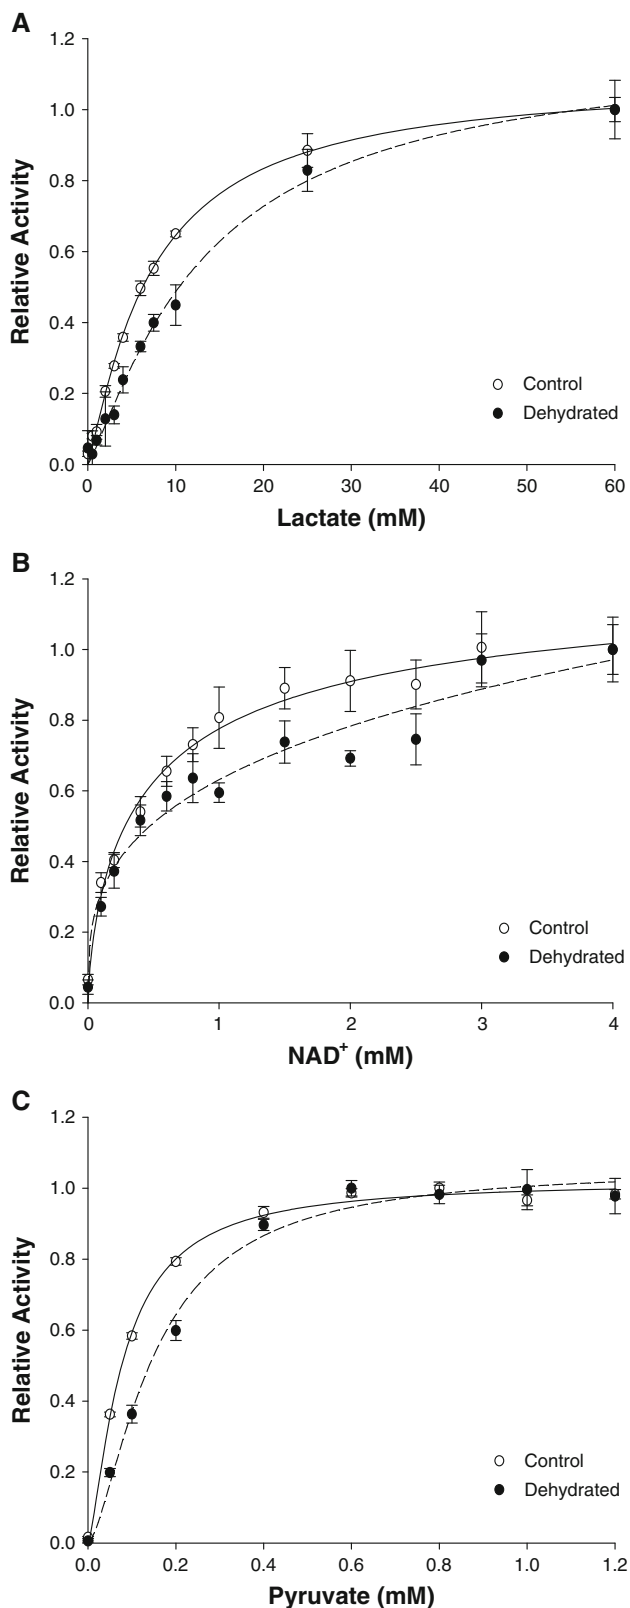 A
1.2
1.0
0.8
0.6
0.4
0.2
0.0
Relative Activity
Control
Dehydrated
0 10 20 30 40 50 60
Lactate (mM)
B
1.2
1.0
0.8
0.6
0.4
0.2
0.0
Relative Activity
Control
Dehydrated
0 1 2 3 4
NAD+ (mM)
C
1.2
1.0
0.8
0.6
0.4
0.2
0.0
Relative Activity
Control
Dehydrated
0.0 0.2 0.4 0.6 0.8 1.0 1.2
Pyruvate (mM)